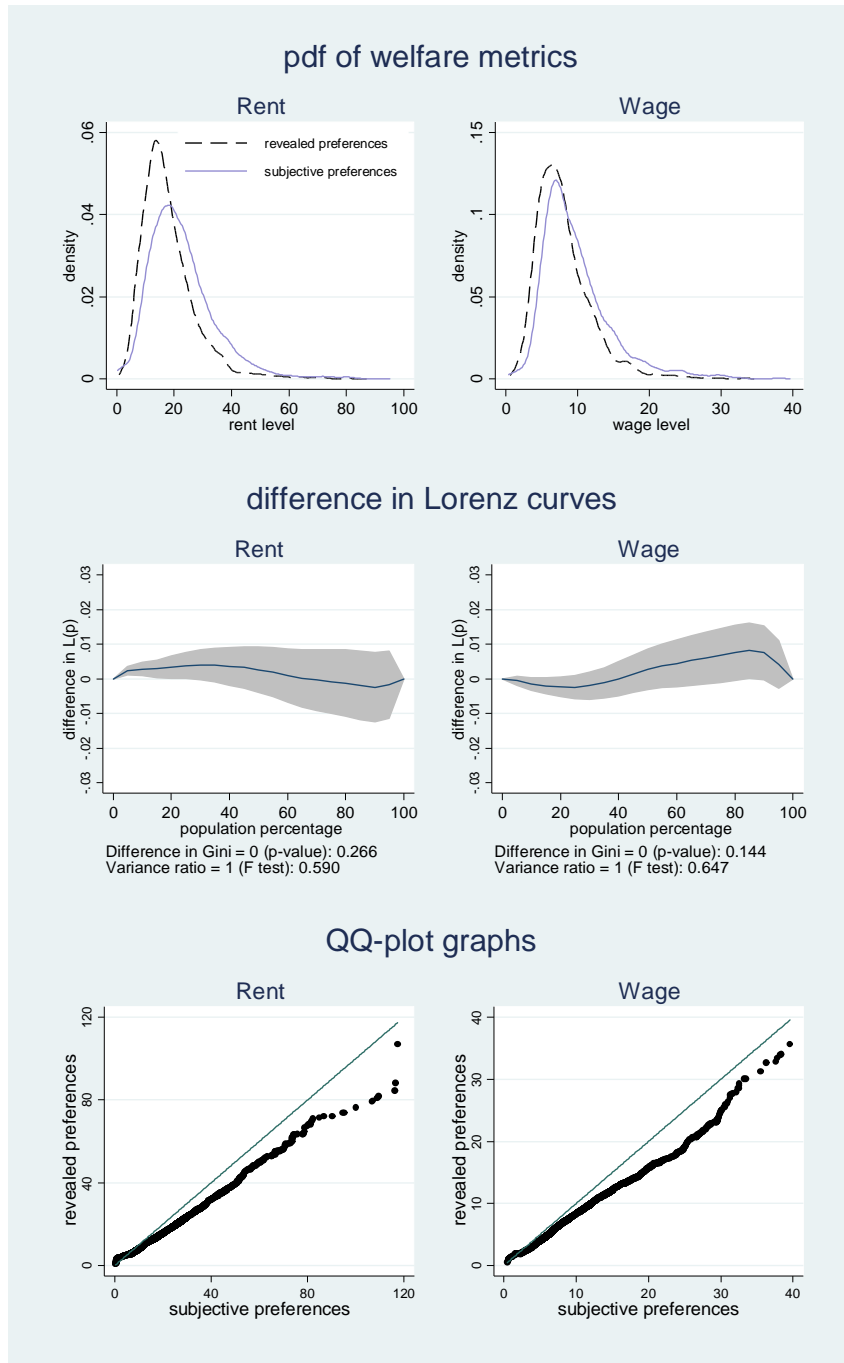 pdf of welfare metrics
Rent
Wage
.06
.04
.02
0
density
revealed preferences
subjective preferences
0 20 40 60 80 100
rent level
.15
.1
.05
0
density
0 10 20 30 40
wage level
difference in Lorenz curves
Rent
Wage
.03
.02
.01
0
-.01
-.02
-.03
difference in L(p)
0 20 40 60 80 100
population percentage
Difference in Gini = 0 (p-value): 0.266
Variance ratio = 1 (F test): 0.590
.03
.02
.01
0
-.01
-.02
-.03
difference in L(p)
0 20 40 60 80 100
population percentage
Difference in Gini = 0 (p-value): 0.144
Variance ratio = 1 (F test): 0.647
QQ-plot graphs
Rent
Wage
120
80
40
0
revealed preferences
0 40 80 120
subjective preferences
40
30
20
10
0
revealed preferences
0 10 20 30 40
subjective preferences